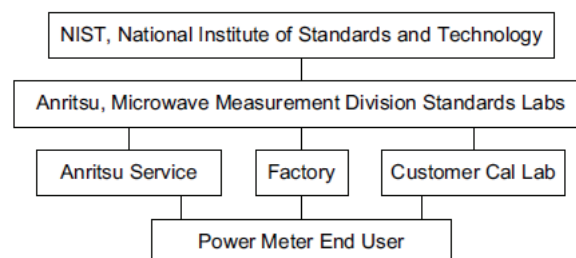 NIST, National Institute of Standards and Technology
Anritsu, Microwave Measurement Division Standards Labs
Anritsu Service
Factory
Customer Cal Lab
Power Meter End User